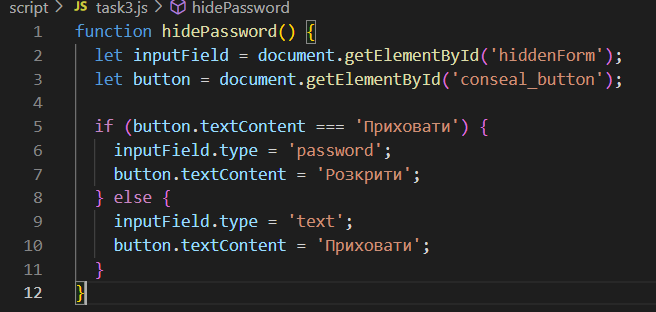 script > JS task3.js > hidePassword
1 function hidePassword() {
2 let inputField = document.getElementById('hiddenForm');
3 let button = document.getElementById('conseal_button');
4
5 if (button.textContent === 'Приховати') {
6 inputField.type = 'password';
7 button.textContent = 'Розкрити';
8 } else {
9 inputField.type = 'text';
10 button.textContent = 'Приховати';
11 }
12 }